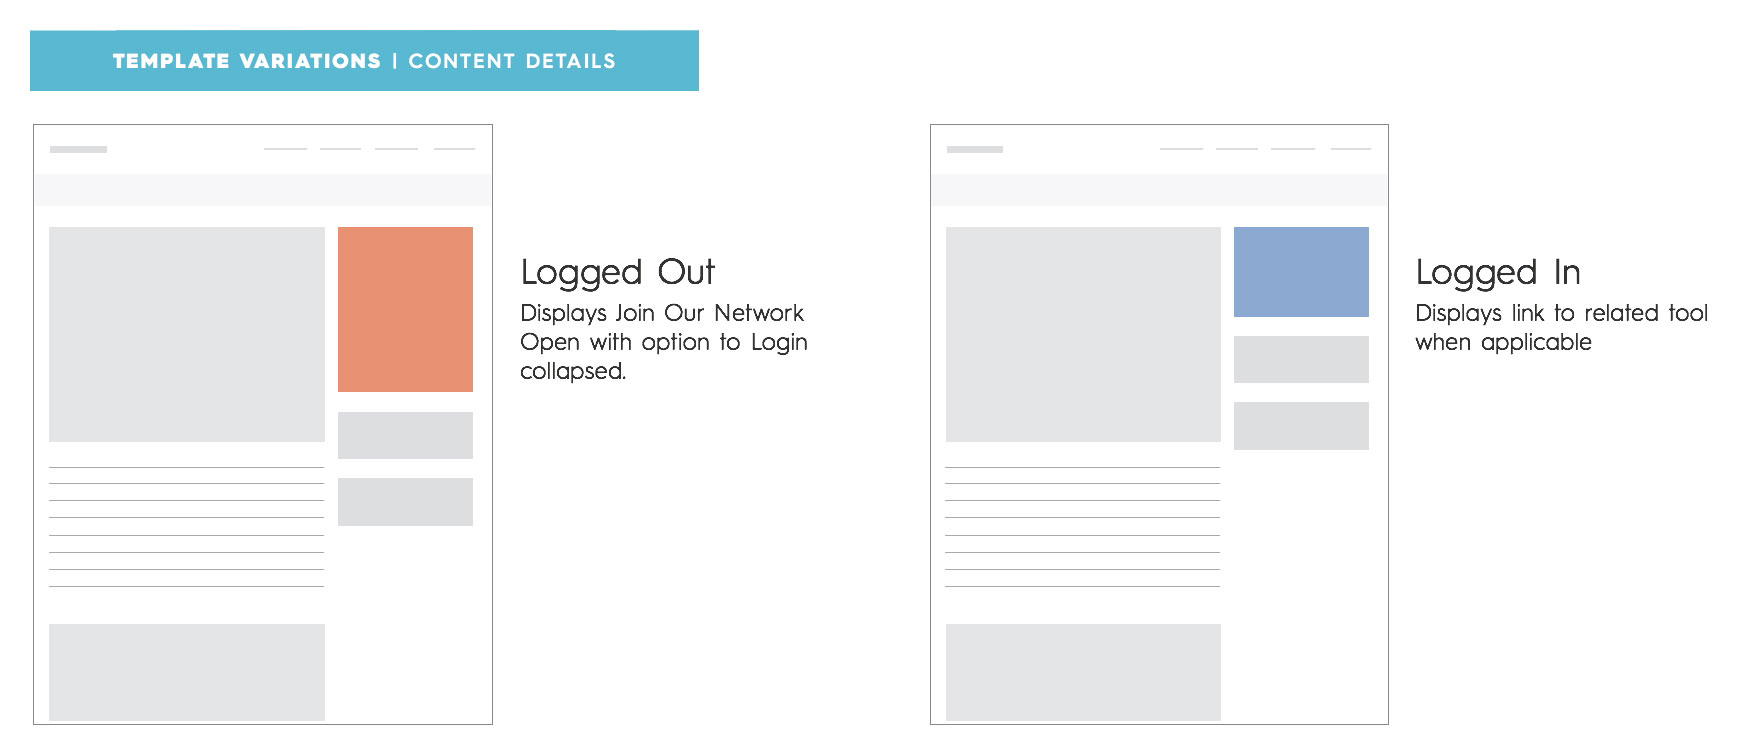 TEMPLATE VARIATIONS | CONTENT DETAILS
Logged Out
Displays Join Our Network
Open with option to Login
collapsed.
Logged In
Displays link to related tool
when applicable